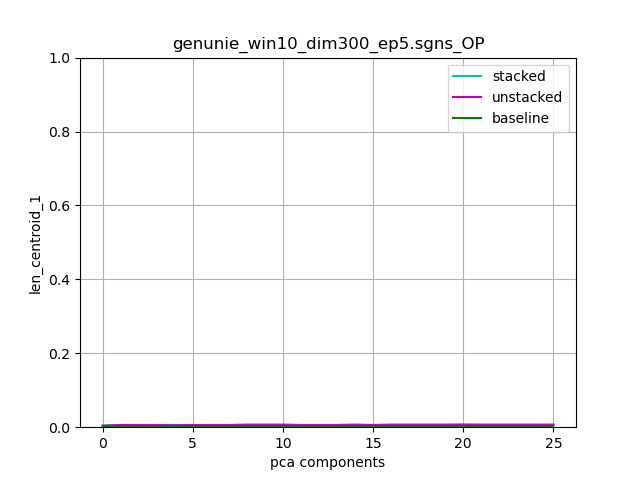 genunie_win10_dim300_ep5.sgns_OP
1.0
0.8
0.6
0.4
0.2
0.0
len_centroid_1
stacked
unstacked
baseline
0 5 10 15 20 25
pca components